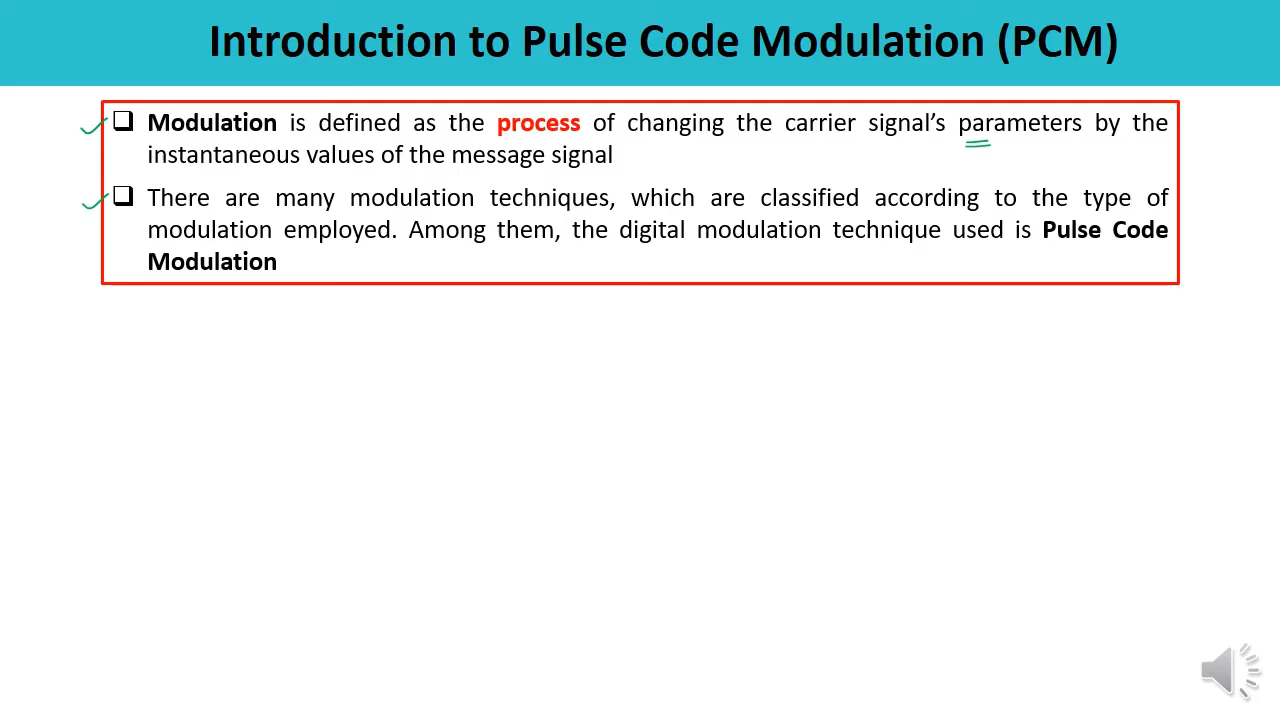 Introduction to Pulse Code Modulation (PCM)
Modulation is defined as the process of changing the carrier signal’s parameters by the
instantaneous values of the message signal
There are many modulation techniques, which are classified according to the type of
modulation employed. Among them, the digital modulation technique used is Pulse Code
Modulation